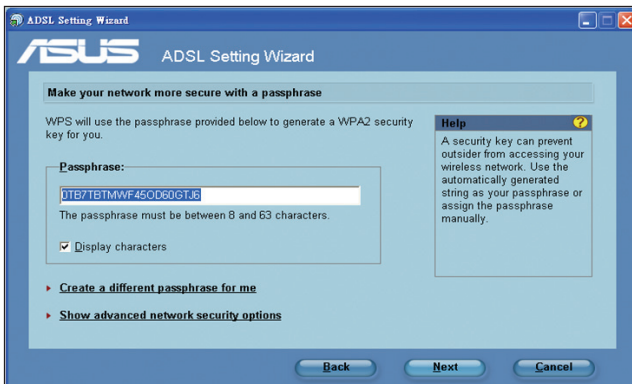 ADSL Setting Wizard
ASUS ADSL Setting Wizard
Make your network more secure with a passphrase
WPS will use the passphrase provided below to generate a WPA2 security
key for you.
Passphrase:
0TB7TBTMWF45OD60GTJ6
The passphrase must be between 8 and 63 characters.
Display characters
Create a different passphrase for me
Show advanced network security options
Help
A security key can prevent
outsider from accessing your
wireless network. Use the
automatically generated
string as your passphrase or
assign the passphrase
manually.
Back Next Cancel